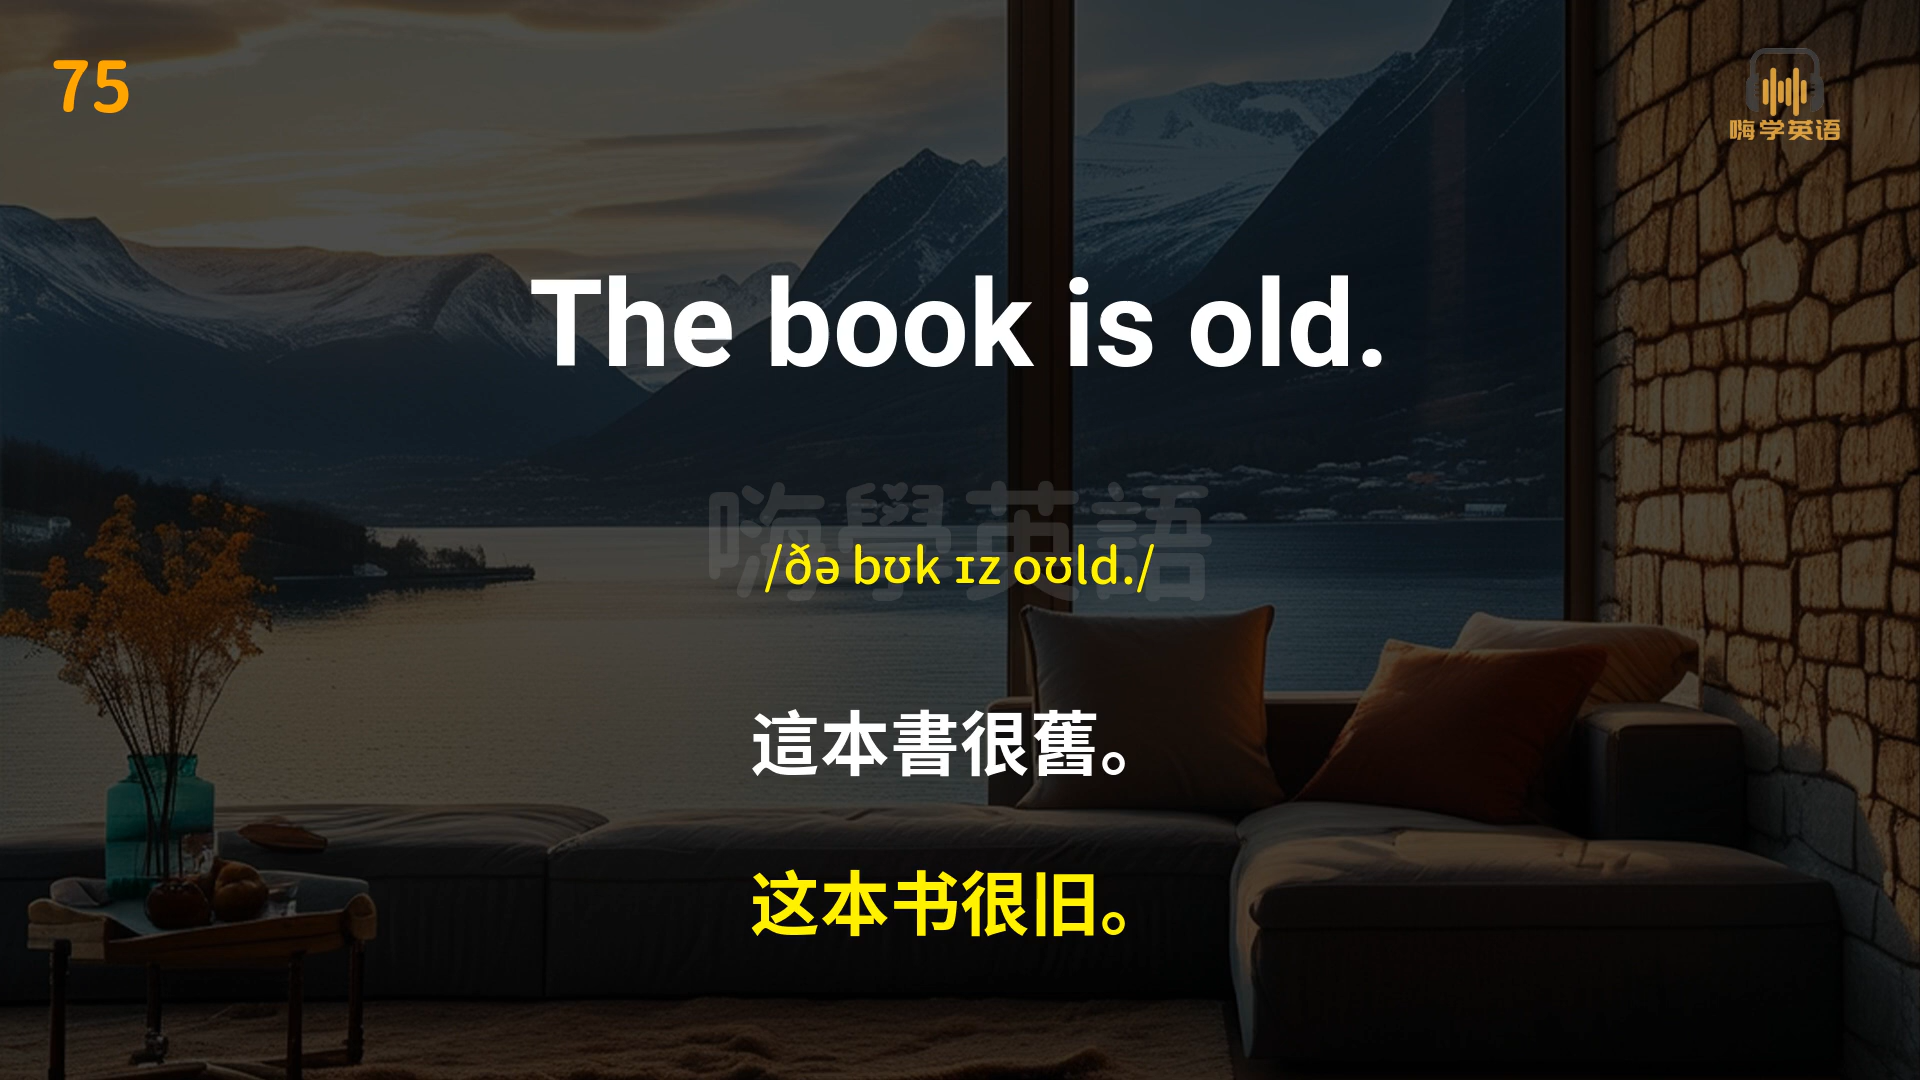 75
嗨学英语
The book is old.
嗨學英語
/ðə bʊk ɪz oʊld./
這本書很舊。
这本书很旧。